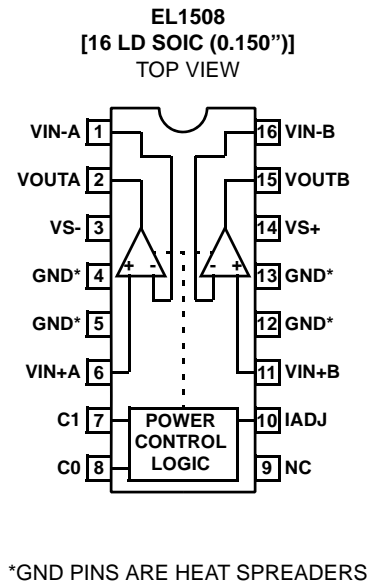 EL1508
[16 LD SOIC (0.150”)]
TOP VIEW
VIN-A 1
16 VIN-B
VOUTA 2
15 VOUTB
VS- 3
14 VS+
+ -
- +
GND* 4
13 GND*
GND* 5
12 GND*
VIN+A 6
11 VIN+B
C1 7
POWER
CONTROL
LOGIC
10 IADJ
C0 8
9 NC
*GND PINS ARE HEAT SPREADERS